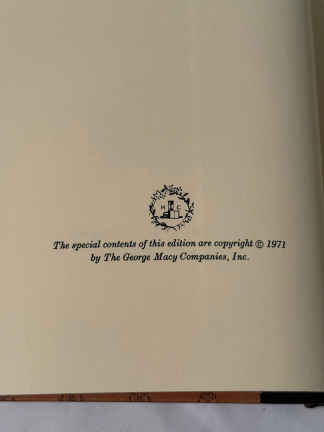 H C
The special contents of this edition are copyright © 1971
by The George Macy Companies, Inc.